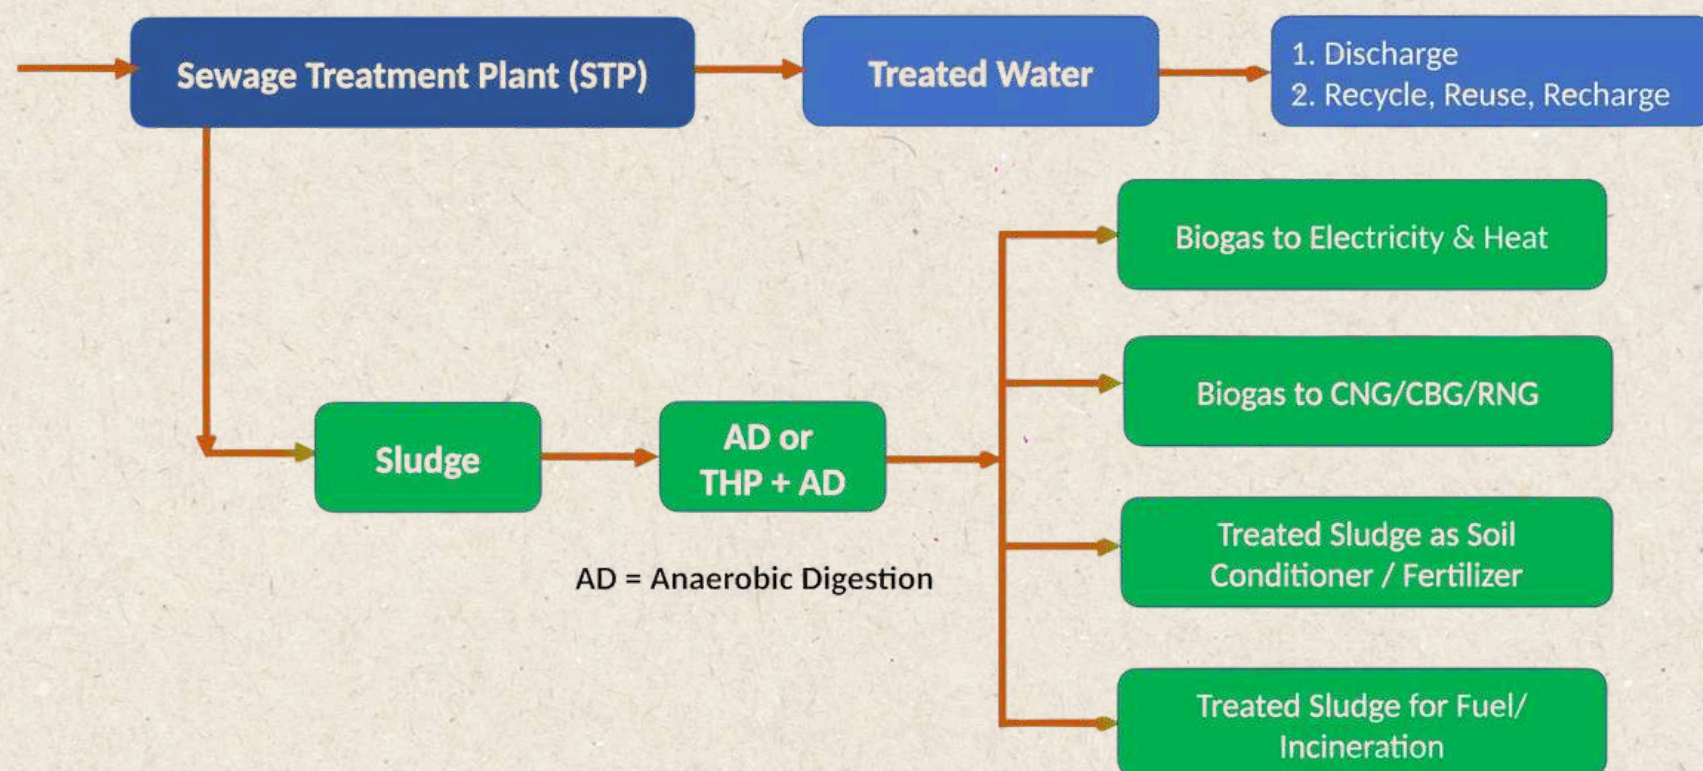 Sewage Treatment Plant (STP)
Treated Water
1. Discharge
2. Recycle, Reuse, Recharge
Biogas to Electricity & Heat
Biogas to CNG/CBG/RNG
Sludge
AD or
THP + AD
Treated Sludge as Soil
Conditioner / Fertilizer
AD = Anaerobic Digestion
Treated Sludge for Fuel/
Incineration